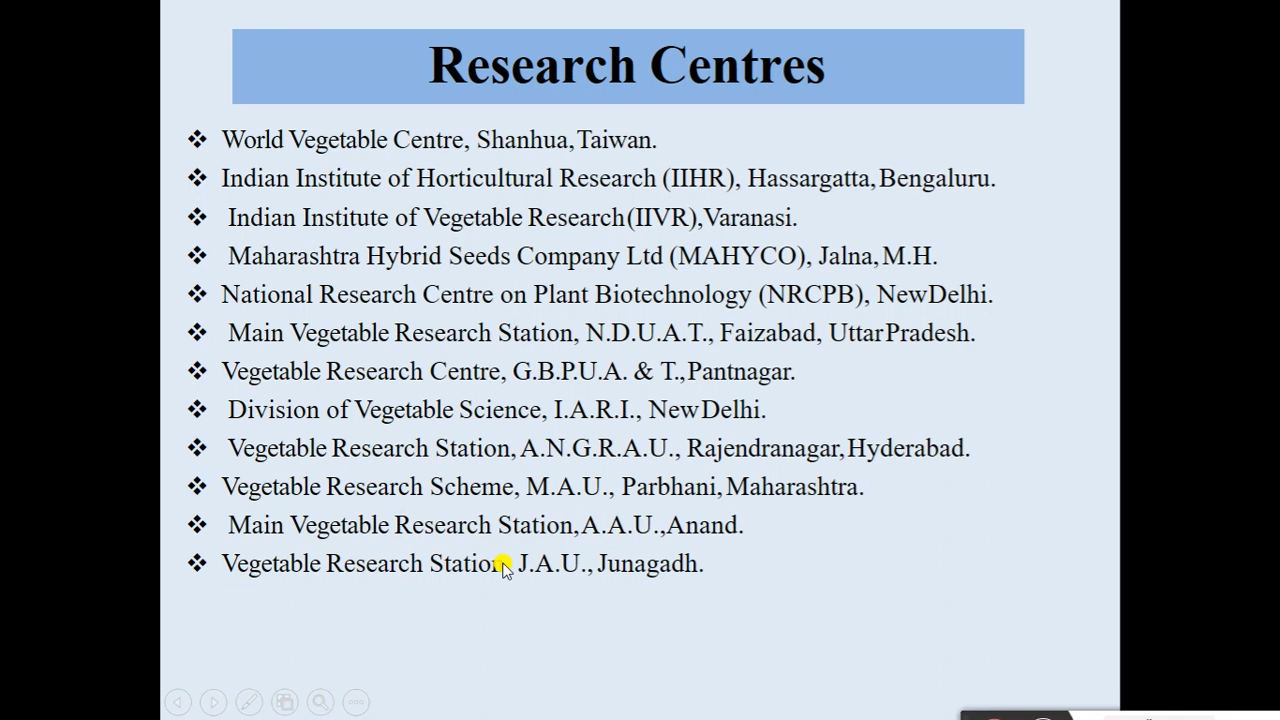 Research Centres
❖ World Vegetable Centre, Shanhua,Taiwan.
❖ Indian Institute of Horticultural Research (IIHR), Hassargatta,Bengaluru.
❖ Indian Institute of Vegetable Research(IIVR),Varanasi.
❖ Maharashtra Hybrid Seeds Company Ltd (MAHYCO), Jalna,M.H.
❖ National Research Centre on Plant Biotechnology (NRCPB), NewDelhi.
❖ Main Vegetable Research Station, N.D.U.A.T., Faizabad, UttarPradesh.
❖ Vegetable Research Centre, G.B.P.U.A. & T.,Pantnagar.
❖ Division of Vegetable Science, I.A.R.I., NewDelhi.
❖ Vegetable Research Station,A.N.G.R.A.U., Rajendranagar,Hyderabad.
❖ Vegetable Research Scheme, M.A.U., Parbhani,Maharashtra.
❖ Main Vegetable Research Station,A.A.U.,Anand.
❖ Vegetable Research Station, J.A.U.,Junagadh.